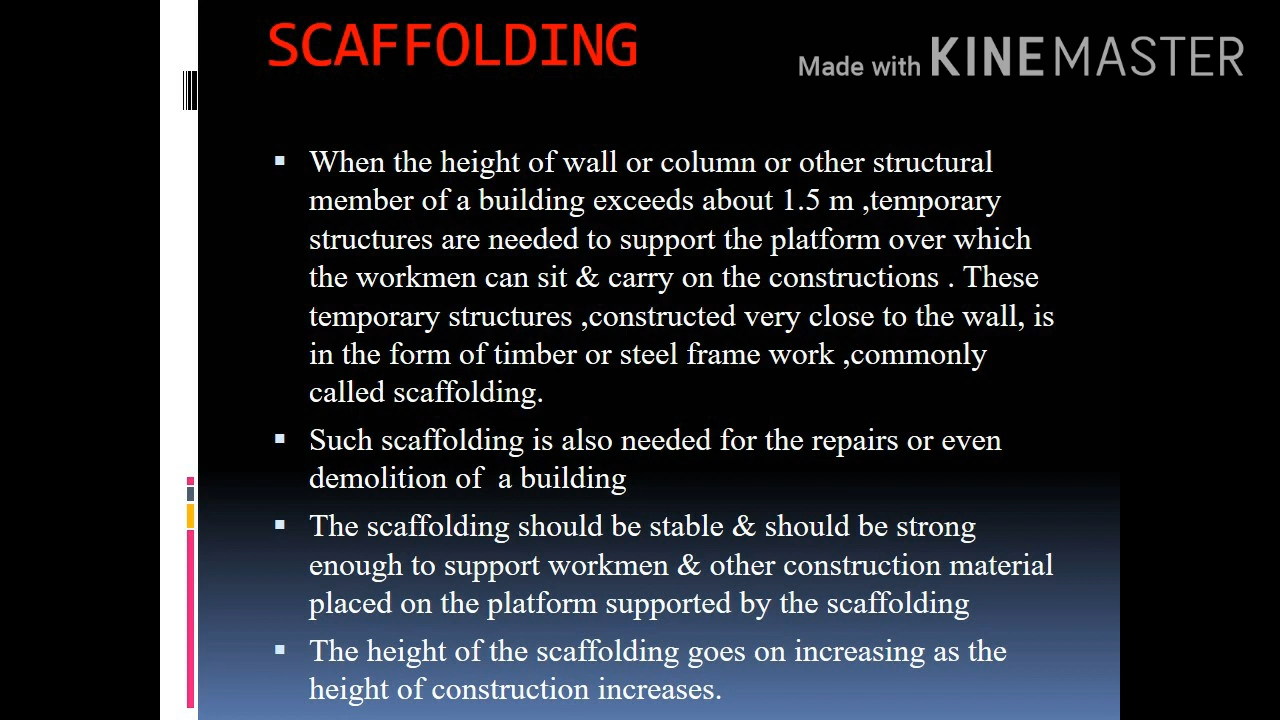 SCAFFOLDING
Made with KINEMASTER
When the height of wall or column or other structural
member of a building exceeds about 1.5 m ,temporary
structures are needed to support the platform over which
the workmen can sit & carry on the constructions . These
temporary structures ,constructed very close to the wall, is
in the form of timber or steel frame work ,commonly
called scaffolding.
Such scaffolding is also needed for the repairs or even
demolition of  a building
The scaffolding should be stable & should be strong
enough to support workmen & other construction material
placed on the platform supported by the scaffolding
The height of the scaffolding goes on increasing as the
height of construction increases.